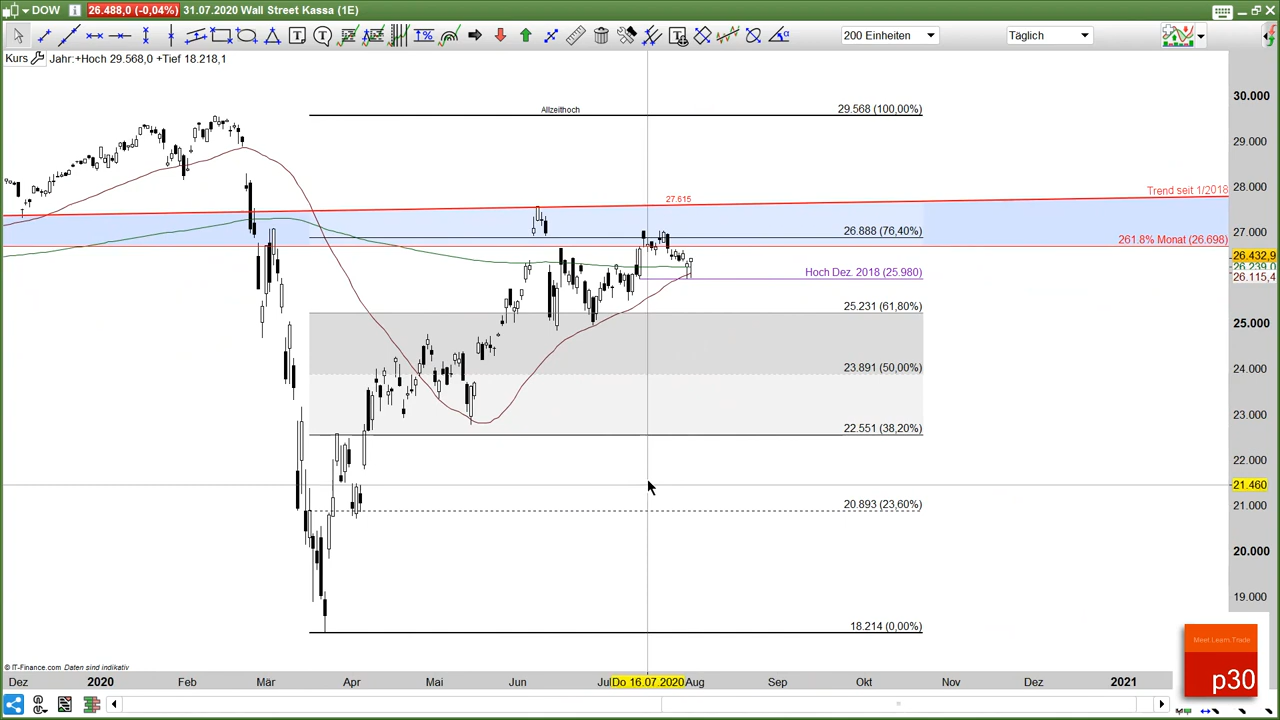 DOW 26.488,0 (-0,04%) 31.07.2020 Wall Street Kassa (1E)
200 Einheiten Täglich
Kurs Jahr:+Hoch 29.568,0 +Tief 18.218,1
Allzeithoch
29.568 (100,00%)
30.000
29.000
28.000
Trend seit 1/2018
27.615
26.888 (76,40%)
27.000
261.8% Monat (26.698)
26.432,9
26.239,0
26.115,4
Hoch Dez. 2018 (25.980)
25.231 (61,80%)
25.000
23.891 (50,00%)
24.000
22.551 (38,20%)
23.000
22.000
21.460
20.893 (23,60%)
21.000
20.000
19.000
18.214 (0,00%)
Meet.Learn.Trade
p30
© IT-Finance.com Daten sind indikativ
Dez 2020 Feb Mär Apr Mai Jun Jul Do 16.07.2020 Aug Sep Okt Nov Dez 2021